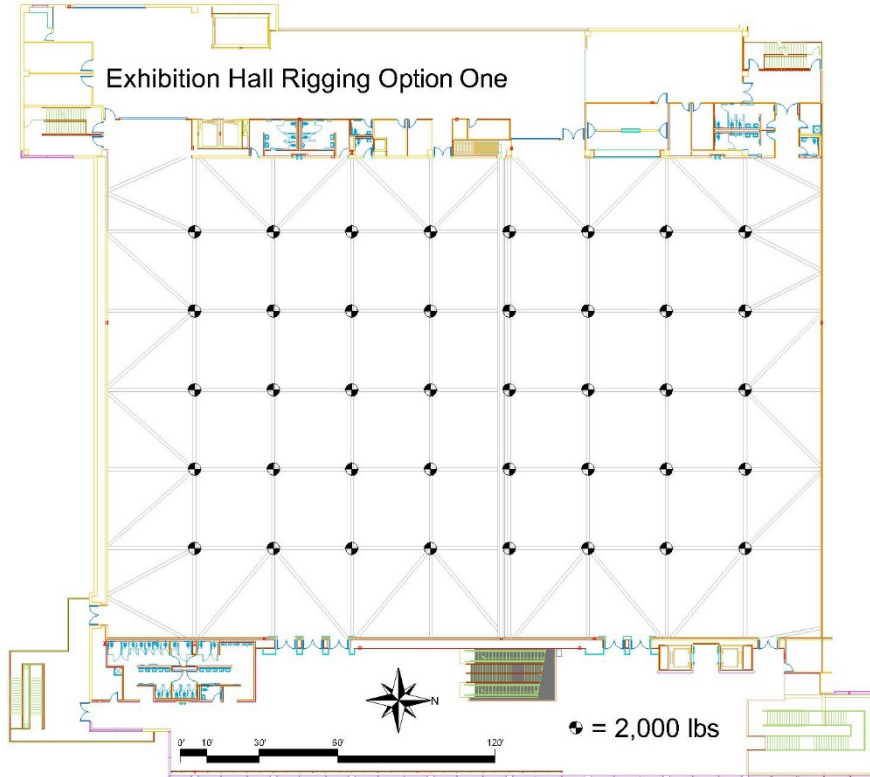 Exhibition Hall Rigging Option One
N
= 2,000 lbs
0' 10' 30' 60' 120'